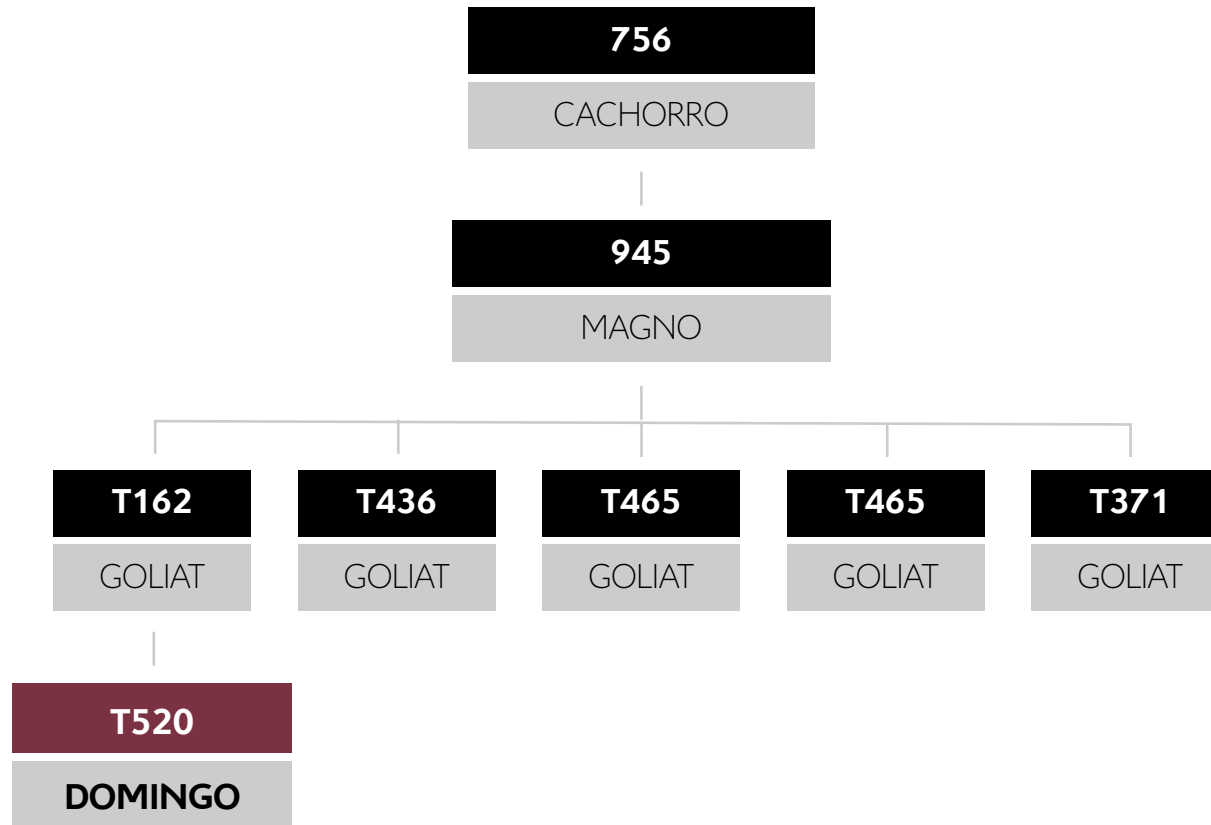 756
CACHORRO
945
MAGNO
T162
T436
T465
T465
T371
GOLIAT
GOLIAT
GOLIAT
GOLIAT
GOLIAT
T520
DOMINGO